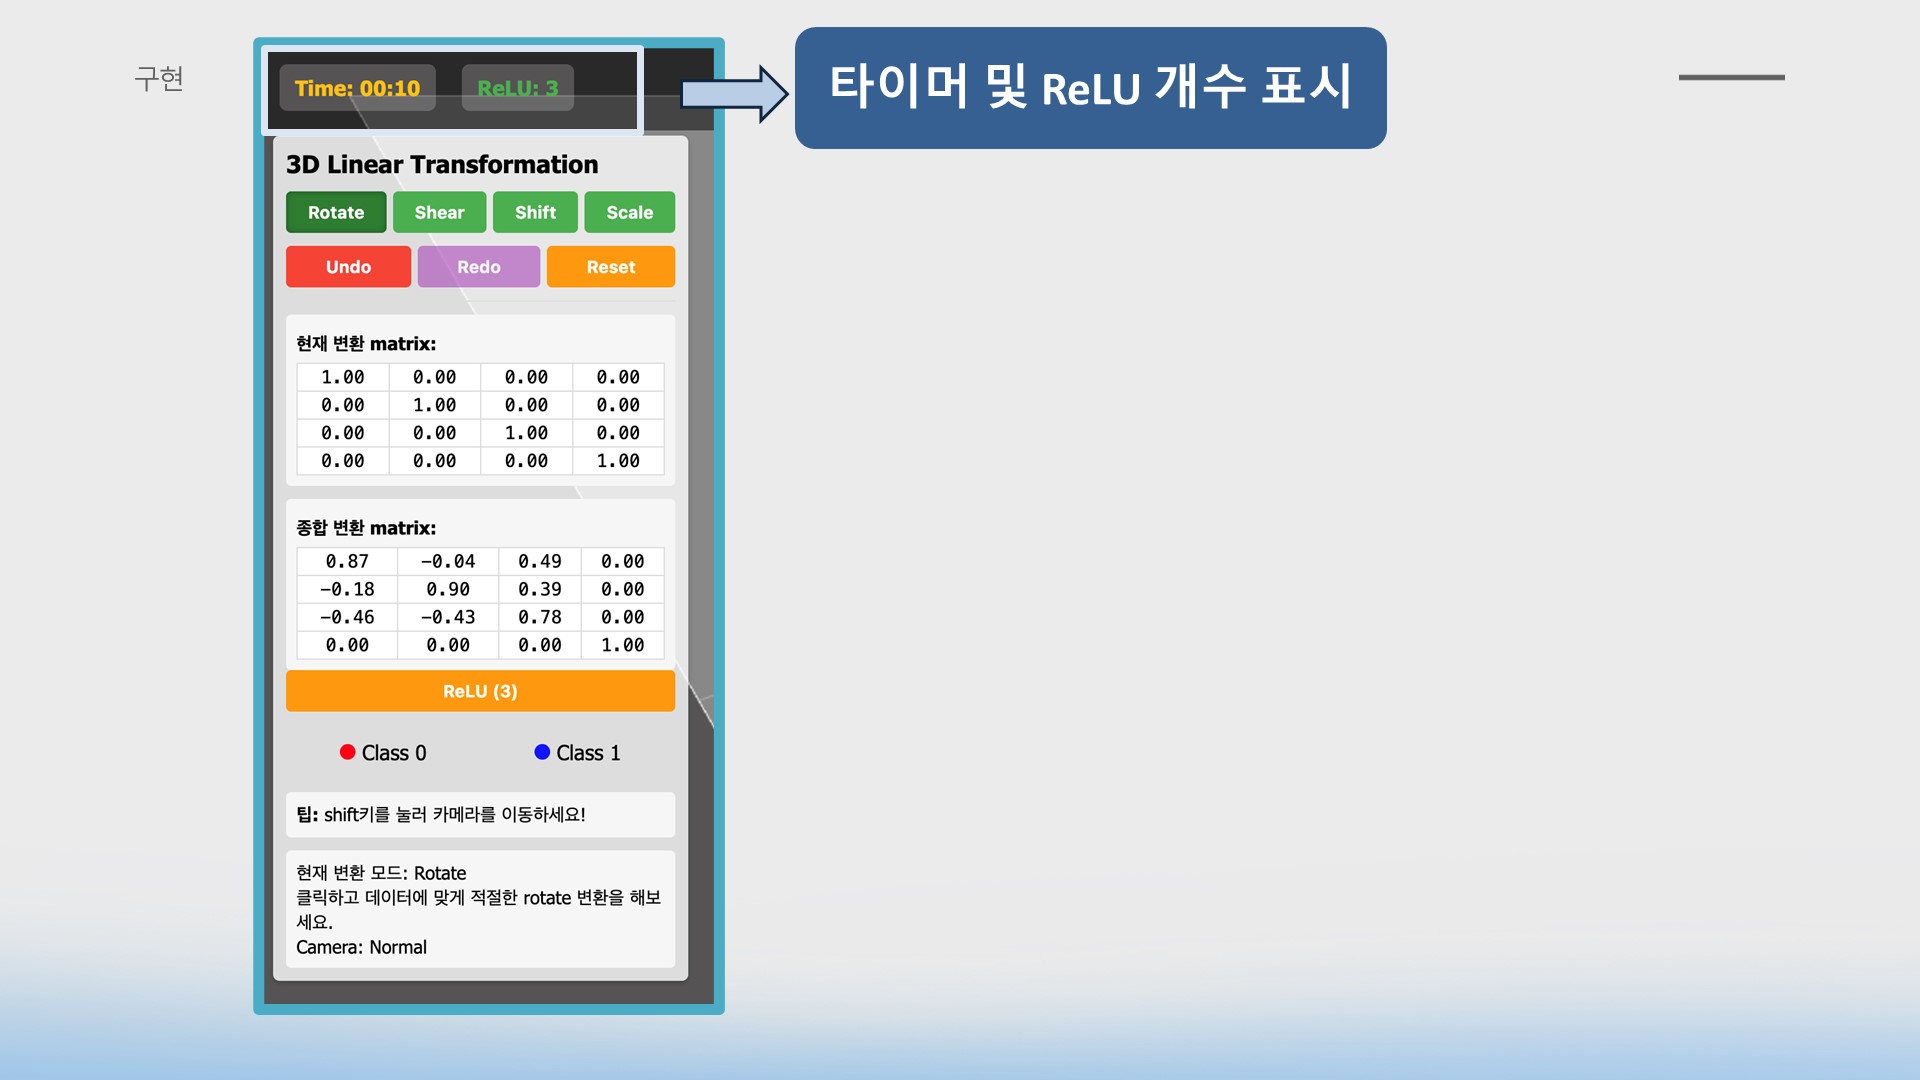 구현
Time: 00:10
ReLU: 3
타이머 및 ReLU 개수 표시
3D Linear Transformation
Rotate Shear Shift Scale
Undo Redo Reset
현재 변환 matrix:
1.00 0.00 0.00 0.00
0.00 1.00 0.00 0.00
0.00 0.00 1.00 0.00
0.00 0.00 0.00 1.00
종합 변환 matrix:
0.87 −0.04 0.49 0.00
−0.18 0.90 0.39 0.00
−0.46 −0.43 0.78 0.00
0.00 0.00 0.00 1.00
ReLU (3)
Class 0 Class 1
팁: shift키를 눌러 카메라를 이동하세요!
현재 변환 모드: Rotate
클릭하고 데이터에 맞게 적절한 rotate 변환을 해보
세요.
Camera: Normal